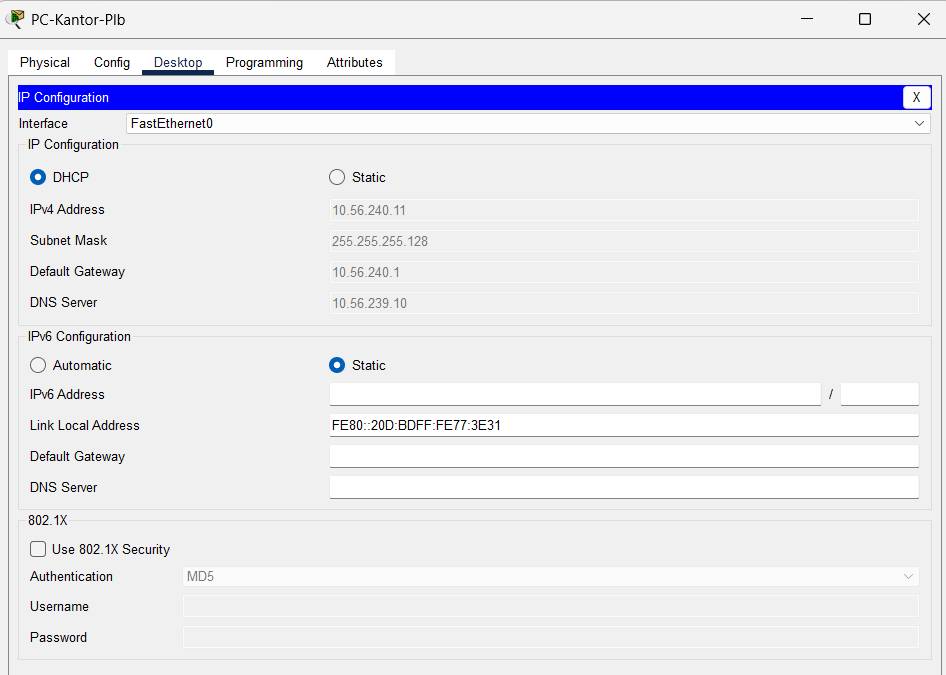 PC-Kantor-Plb
Physical Config Desktop Programming Attributes
IP Configuration X
Interface FastEthernet0
IP Configuration
DHCP Static
IPv4 Address 10.56.240.11
Subnet Mask 255.255.255.128
Default Gateway 10.56.240.1
DNS Server 10.56.239.10
IPv6 Configuration
Automatic Static
IPv6 Address /
Link Local Address FE80::20D:BDFF:FE77:3E31
Default Gateway
DNS Server
802.1X
Use 802.1X Security
Authentication MD5
Username
Password